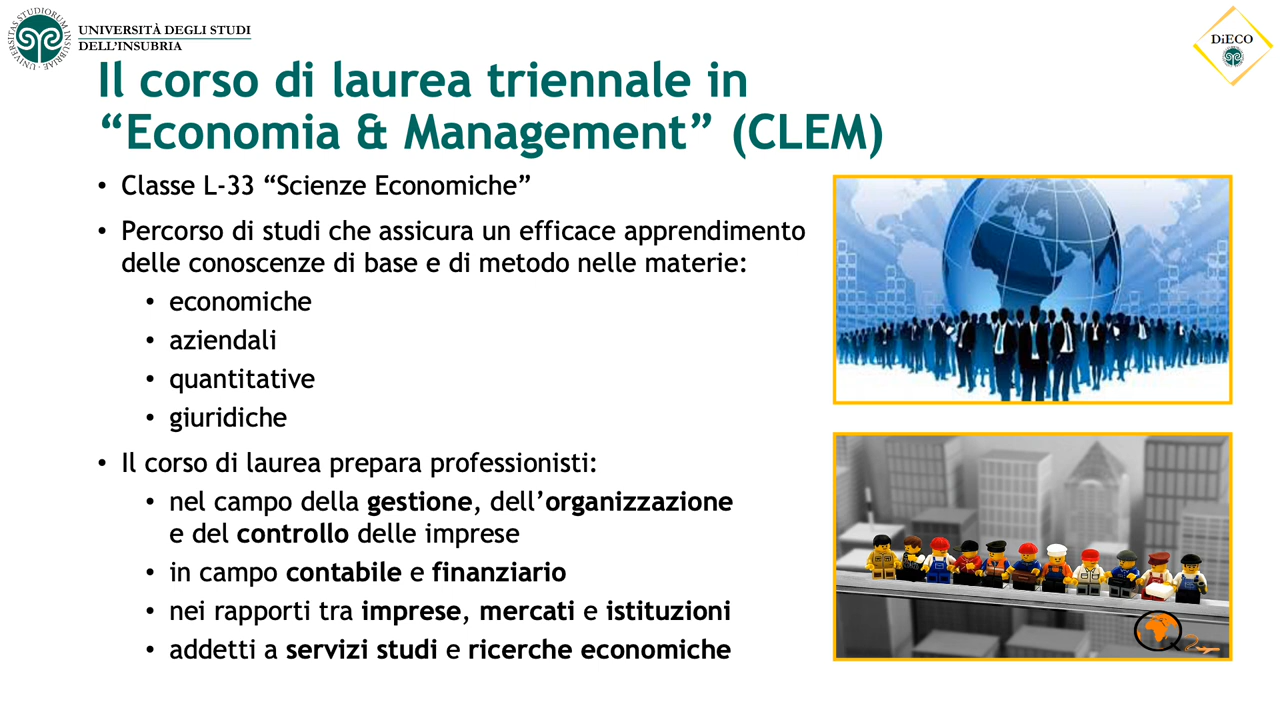 UNIVERSITAS STUDIORUM INSUBRIAE
UNIVERSITÀ DEGLI STUDI
DELL'INSUBRIA
DiECO
Il corso di laurea triennale in
“Economia & Management” (CLEM)
• Classe L-33 “Scienze Economiche”
• Percorso di studi che assicura un efficace apprendimento
delle conoscenze di base e di metodo nelle materie:
• economiche
• aziendali
• quantitative
• giuridiche
• Il corso di laurea prepara professionisti:
• nel campo della gestione, dell’organizzazione
e del controllo delle imprese
• in campo contabile e finanziario
• nei rapporti tra imprese, mercati e istituzioni
• addetti a servizi studi e ricerche economiche